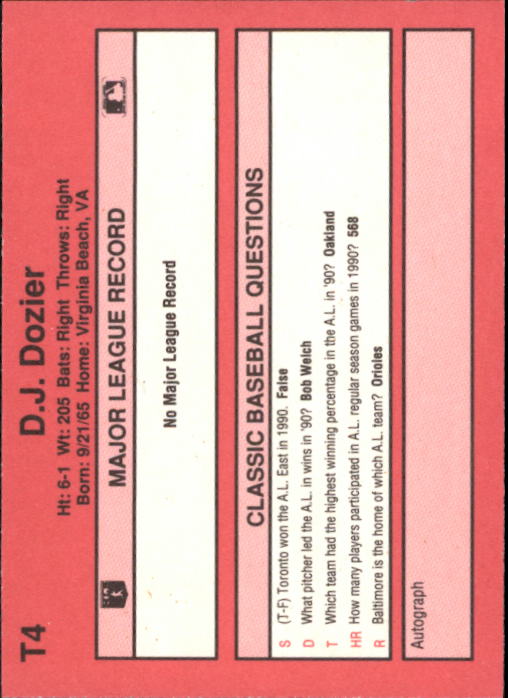 T4
D.J. Dozier
Ht: 6-1 Wt: 205 Bats: Right Throws: Right
Born: 9/21/65 Home: Virginia Beach, VA
MAJOR LEAGUE RECORD
No Major League Record
CLASSIC BASEBALL QUESTIONS
S (T-F) Toronto won the A.L. East in 1990. False
D What pitcher led the A.L. in wins in '90? Bob Welch
T Which team had the highest winning percentage in the A.L. in '90? Oakland
HR How many players participated in A.L. regular season games in 1990? 568
R Baltimore is the home of which A.L. team? Orioles
Autograph